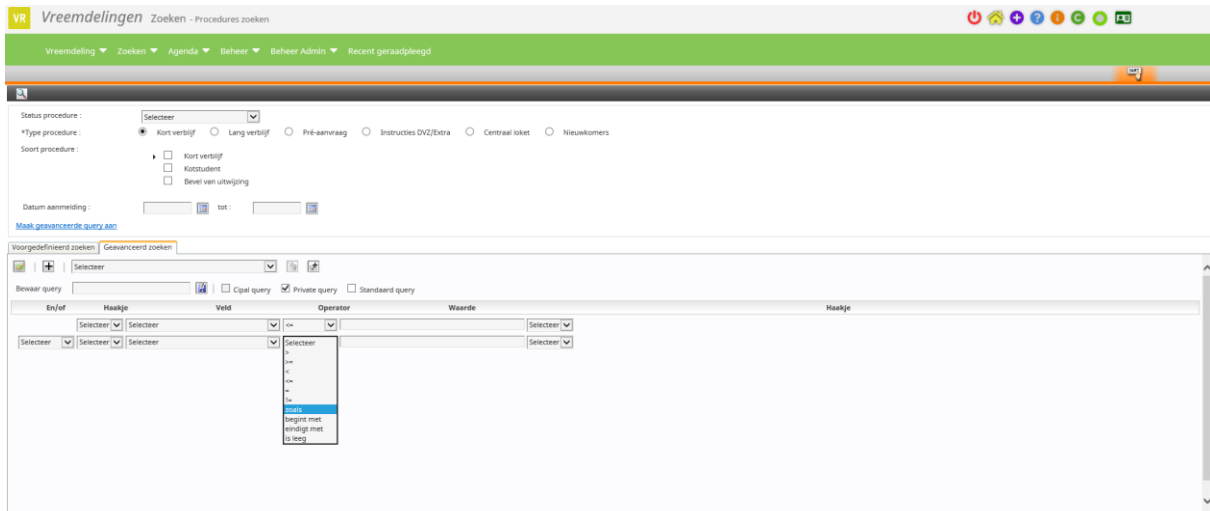 VR Vreemdelingen Zoeken - Procedures zoeken
Vreemdeling Zoeken Agenda Beheer Beheer Admin Recent geraadpleegd
Status procedure : Selecteer
*Type procedure : Kort verblijf Lang verblijf Pré-aanvraag Instructies DVZ/Extra Centraal loket Nieuwkomers
Soort procedure :
Kort verblijf
Kotstudent
Bevel van uitwijzing
Datum aanmelding : tot :
Maak geavanceerde query aan
Voorgedefinieerd zoeken Geavanceerd zoeken
Selecteer
Bewaar query Cipal query Private query Standaard query
En/of Haakje Veld Operator Waarde Haakje
Selecteer Selecteer <= Selecteer
Selecteer Selecteer Selecteer Selecteer Selecteer
>
>=
<
<=
=
!=
zoals
begint met
eindigt met
is leeg